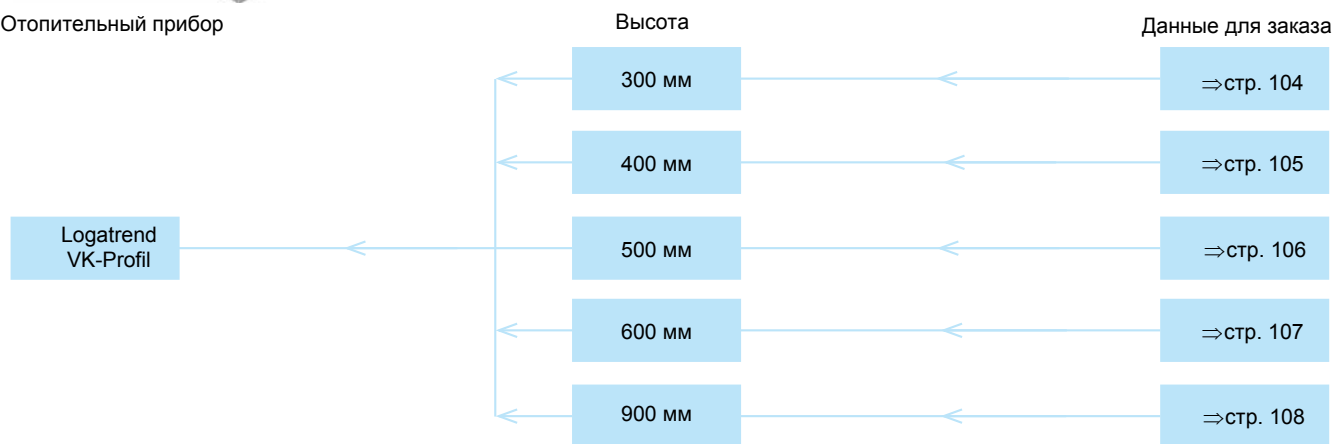 Отопительный прибор
Высота
Данные для заказа
300 мм
⇒стр. 104
400 мм
⇒стр. 105
Logatrend
VK-Profil
500 мм
⇒стр. 106
600 мм
⇒стр. 107
900 мм
⇒стр. 108